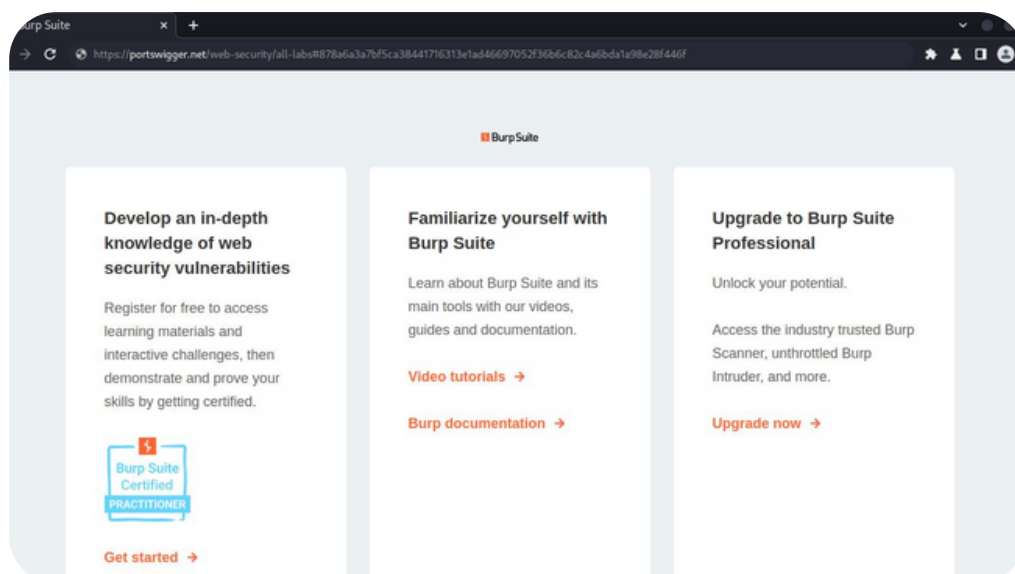 urp Suite
https://portswigger.net/web-security/all-labs#878a6a3a7bf5ca38441716313e1ad46697052f36b6c82c4a6bda1a98e28f446f
Burp Suite
Develop an in-depth
knowledge of web
security vulnerabilities
Register for free to access
learning materials and
interactive challenges, then
demonstrate and prove your
skills by getting certified.
Burp Suite
Certified
PRACTITIONER
Get started →
Familiarize yourself with
Burp Suite
Learn about Burp Suite and its
main tools with our videos,
guides and documentation.
Video tutorials →
Burp documentation →
Upgrade to Burp Suite
Professional
Unlock your potential.
Access the industry trusted Burp
Scanner, unthrottled Burp
Intruder, and more.
Upgrade now →